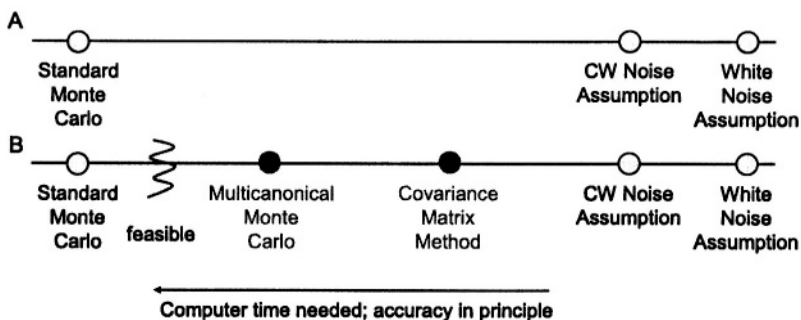 A
Standard
Monte
Carlo
CW Noise
Assumption
White
Noise
Assumption
B
Standard
Monte
Carlo
feasible
Multicanonical
Monte
Carlo
Covariance
Matrix
Method
CW Noise
Assumption
White
Noise
Assumption
Computer time needed; accuracy in principle